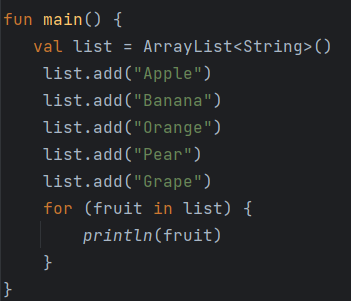 fun main() {
   val list = ArrayList<String>()
    list.add("Apple")
    list.add("Banana")
    list.add("Orange")
    list.add("Pear")
    list.add("Grape")
    for (fruit in list) {
        println(fruit)
    }
}